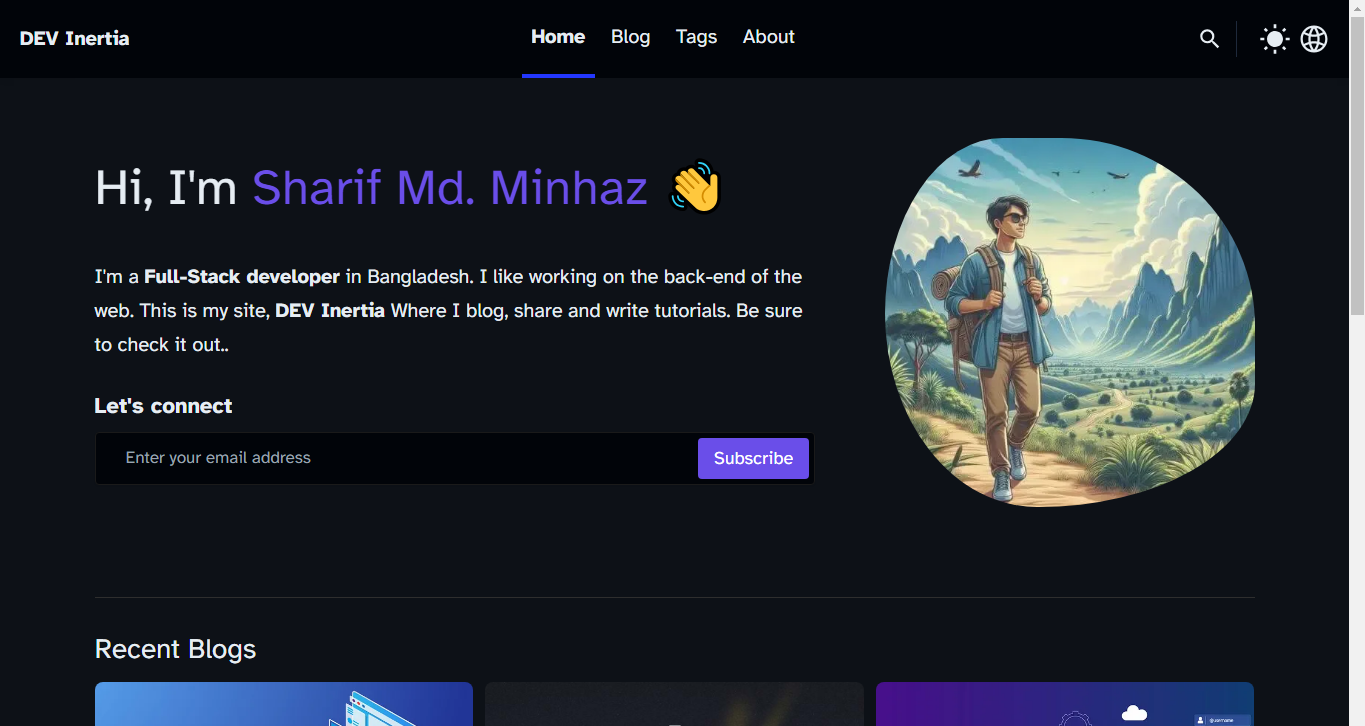 DEV Inertia
Home Blog Tags About
Hi, I'm Sharif Md. Minhaz 👋
I'm a Full-Stack developer in Bangladesh. I like working on the back-end of the
web. This is my site, DEV Inertia Where I blog, share and write tutorials. Be sure
to check it out..
Let's connect
Enter your email address
Subscribe
Recent Blogs
@username